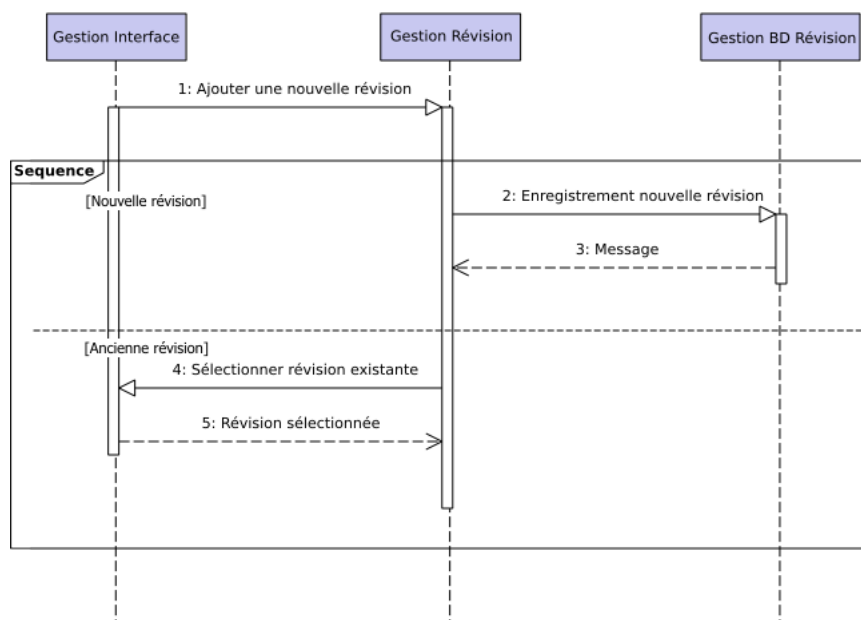 Gestion Interface
Gestion Révision
Gestion BD Révision
1: Ajouter une nouvelle révision
Sequence
[Nouvelle révision]
2: Enregistrement nouvelle révision
3: Message
[Ancienne révision]
4: Sélectionner révision existante
5: Révision sélectionnée